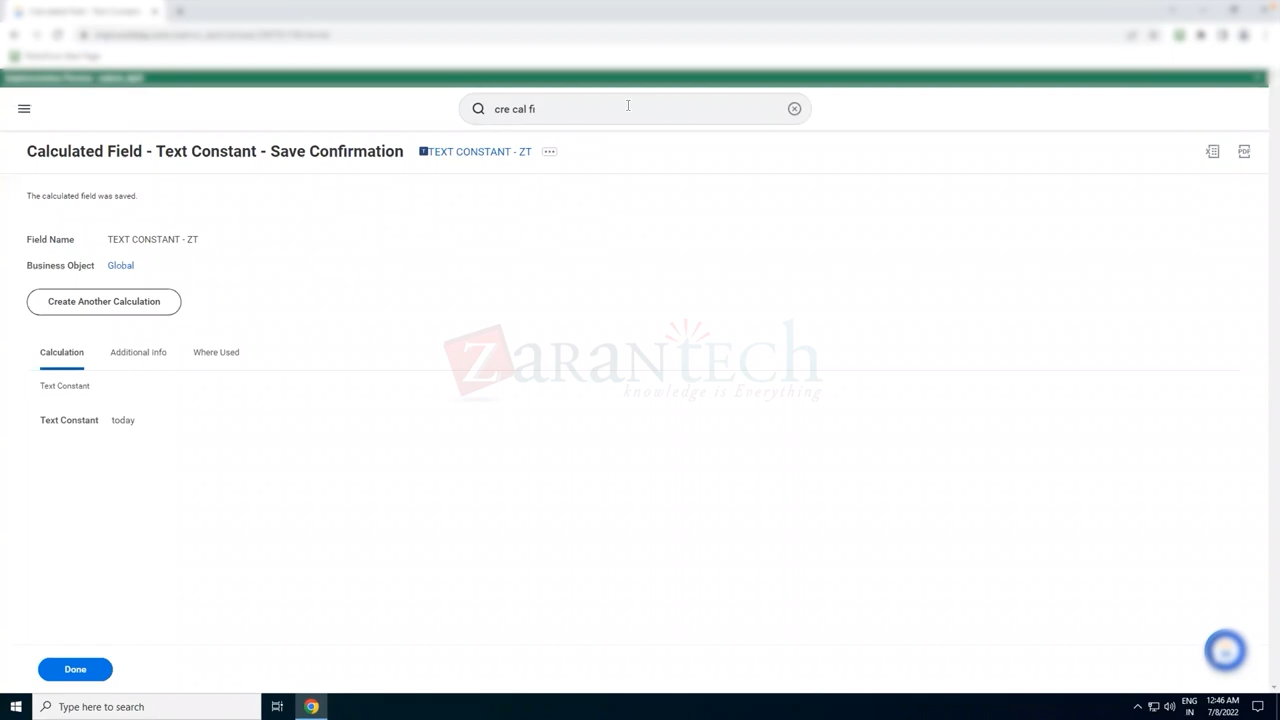 cre cal fi
Calculated Field - Text Constant - Save Confirmation TEXT CONSTANT - ZT
PDF
The calculated field was saved.
Field Name TEXT CONSTANT - ZT
Business Object Global
Create Another Calculation
Calculation Additional info Where Used
ZaranTech
knowledge is Everything
Text Constant
Text Constant today
Done
Type here to search
ENG
IN
12:46 AM
7/8/2022